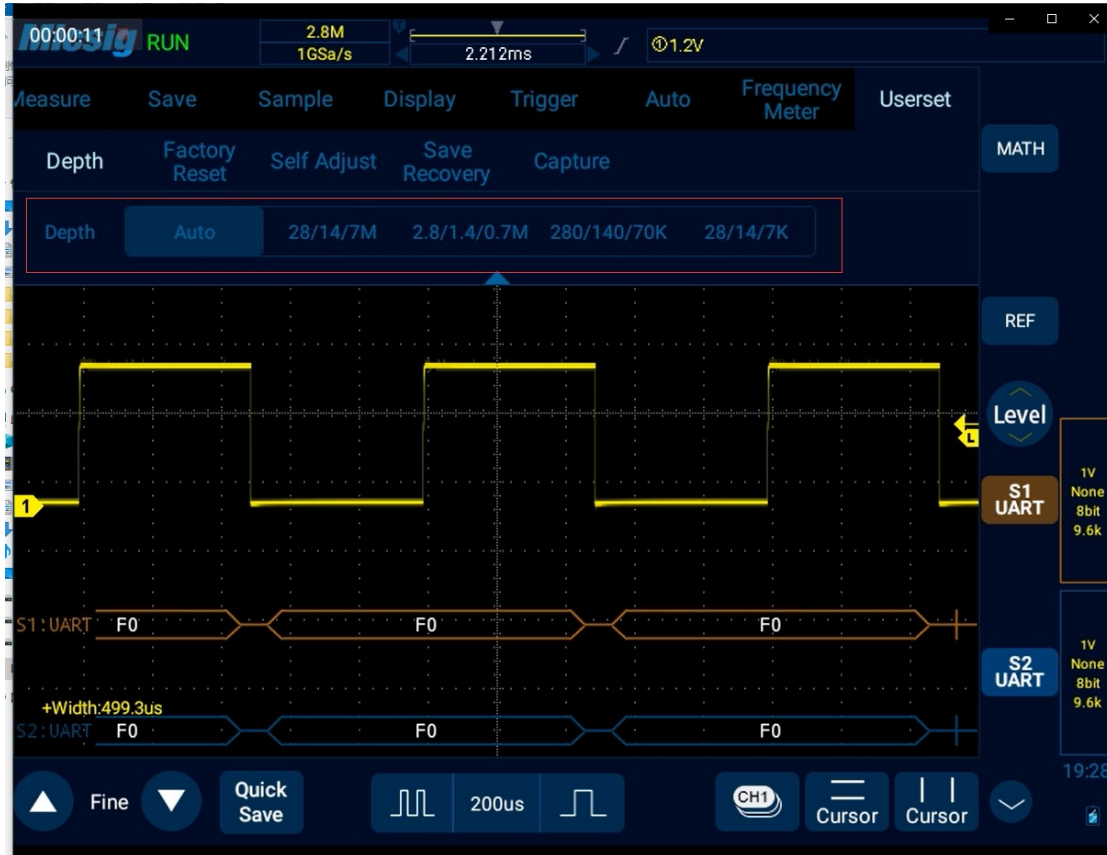 00:00:11
Micsig
RUN
2.8M
1GSa/s
T
2.212ms
①1.2V
Measure Save Sample Display Trigger Auto Frequency Meter Userset
Depth Factory Reset Self Adjust Save Recovery Capture
Depth Auto 28/14/7M 2.8/1.4/0.7M 280/140/70K 28/14/7K
MATH
REF
Level
L
1
S1 UART
1V
None
8bit
9.6k
S1:UART F0 F0 F0
S2 UART
1V
None
8bit
9.6k
+Width:499.3us
S2:UART F0 F0 F0
Fine
Quick Save
200us
CH1
Cursor
Cursor
19:28